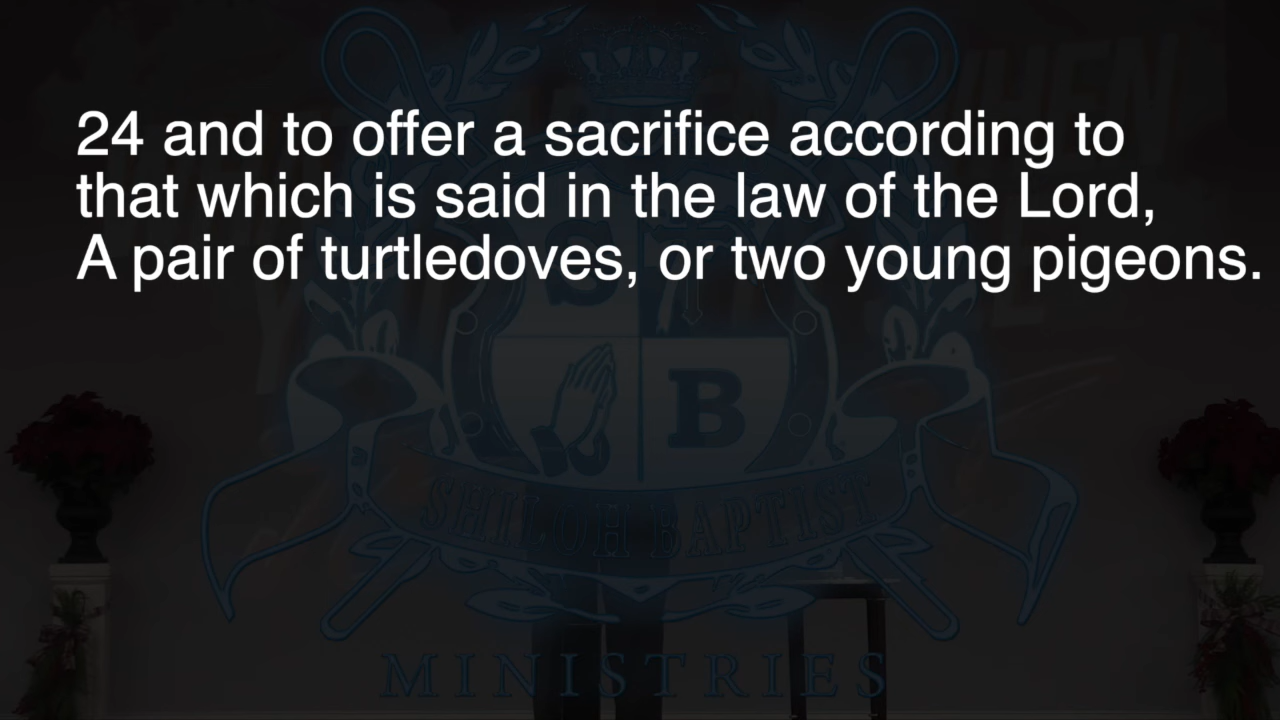 24 and to offer a sacrifice according to
that which is said in the law of the Lord,
A pair of turtledoves, or two young pigeons.
S T
B
SHILOH BAPTIST
MINISTRIES